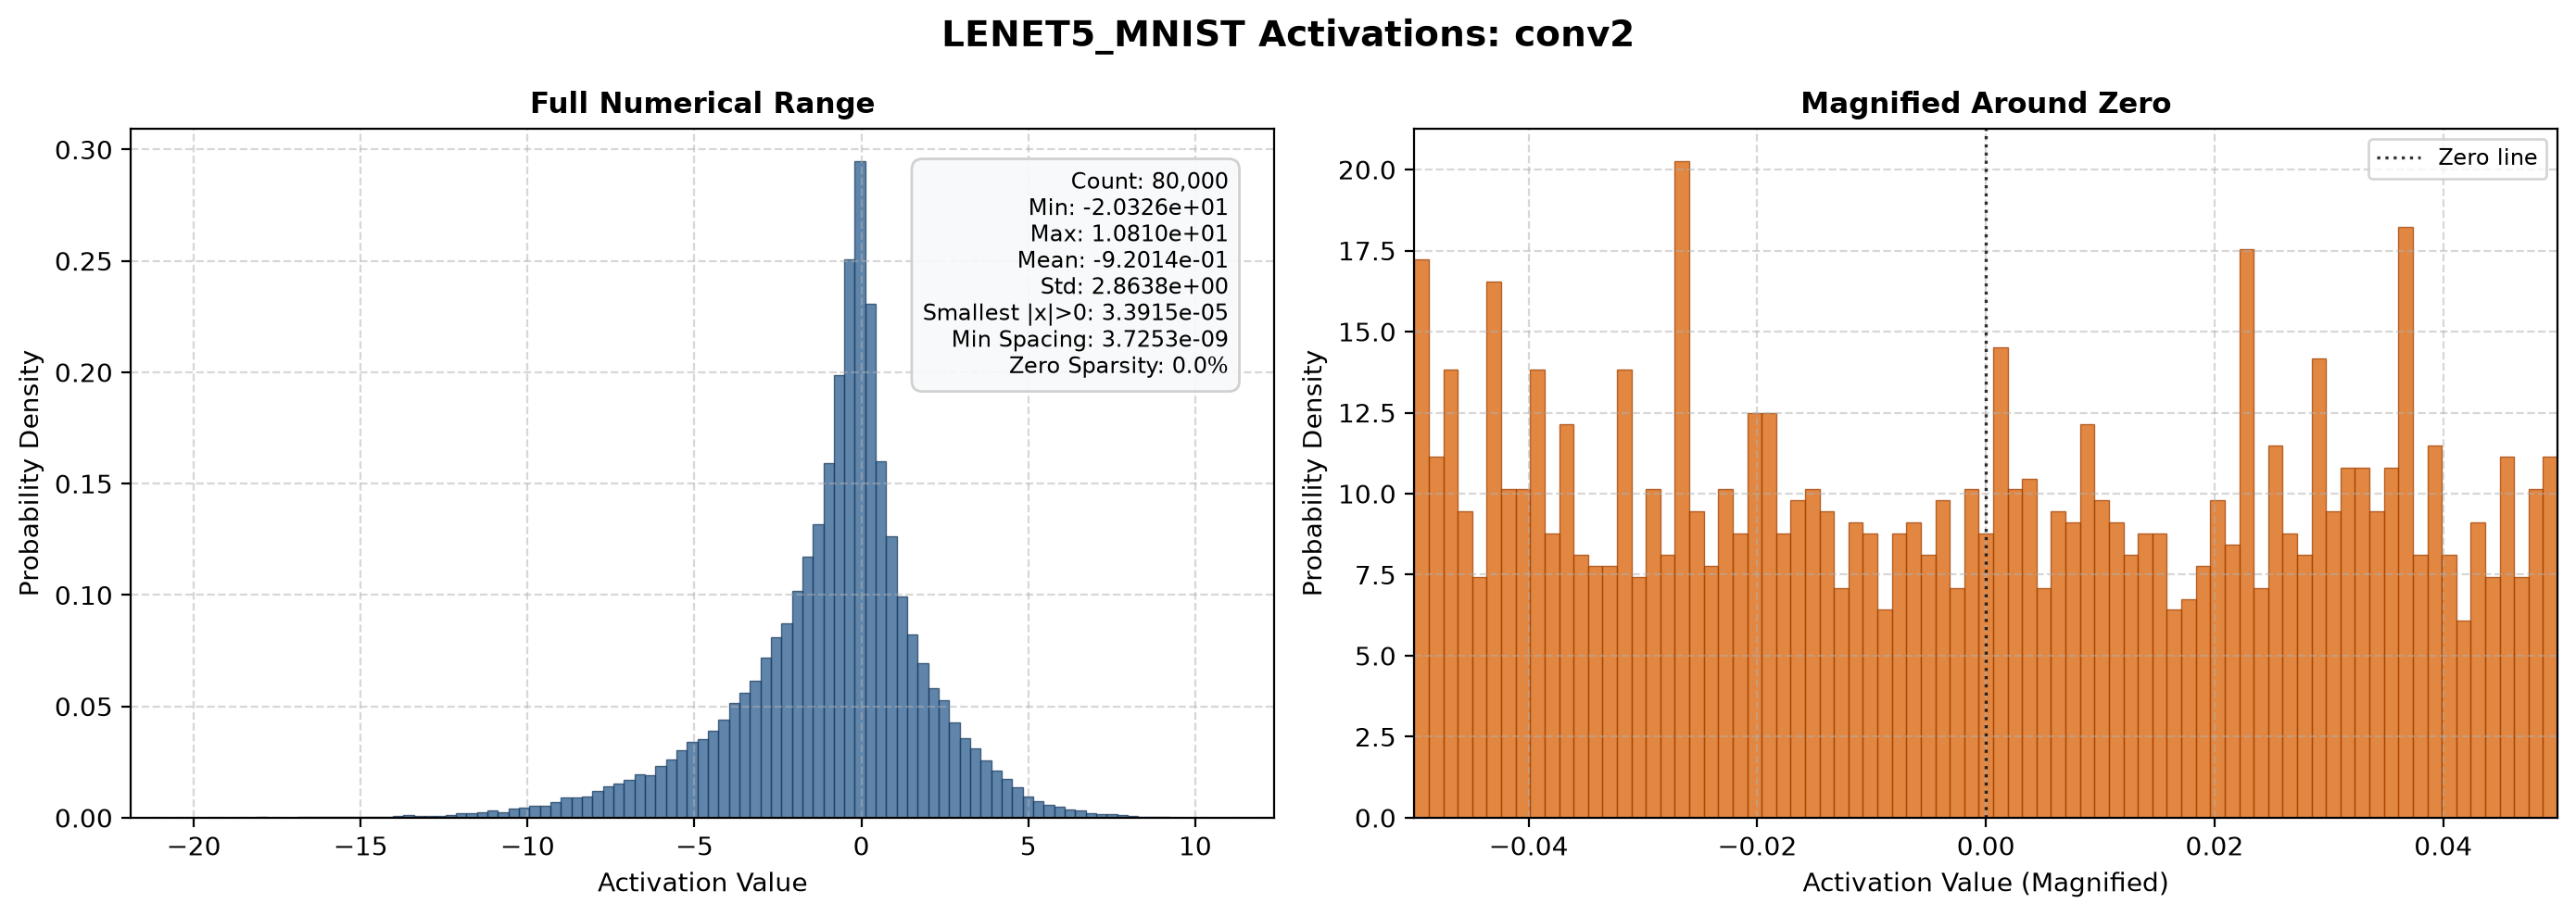 LENET5_MNIST Activations: conv2
Full Numerical Range
Probability Density
0.30
0.25
0.20
0.15
0.10
0.05
0.00
Count: 80,000
Min: -2.0326e+01
Max: 1.0810e+01
Mean: -9.2014e-01
Std: 2.8638e+00
Smallest |x|>0: 3.3915e-05
Min Spacing: 3.7253e-09
Zero Sparsity: 0.0%
−20 −15 −10 −5 0 5 10
Activation Value
Magnified Around Zero
Probability Density
20.0
17.5
15.0
12.5
10.0
7.5
5.0
2.5
0.0
Zero line
−0.04 −0.02 0.00 0.02 0.04
Activation Value (Magnified)